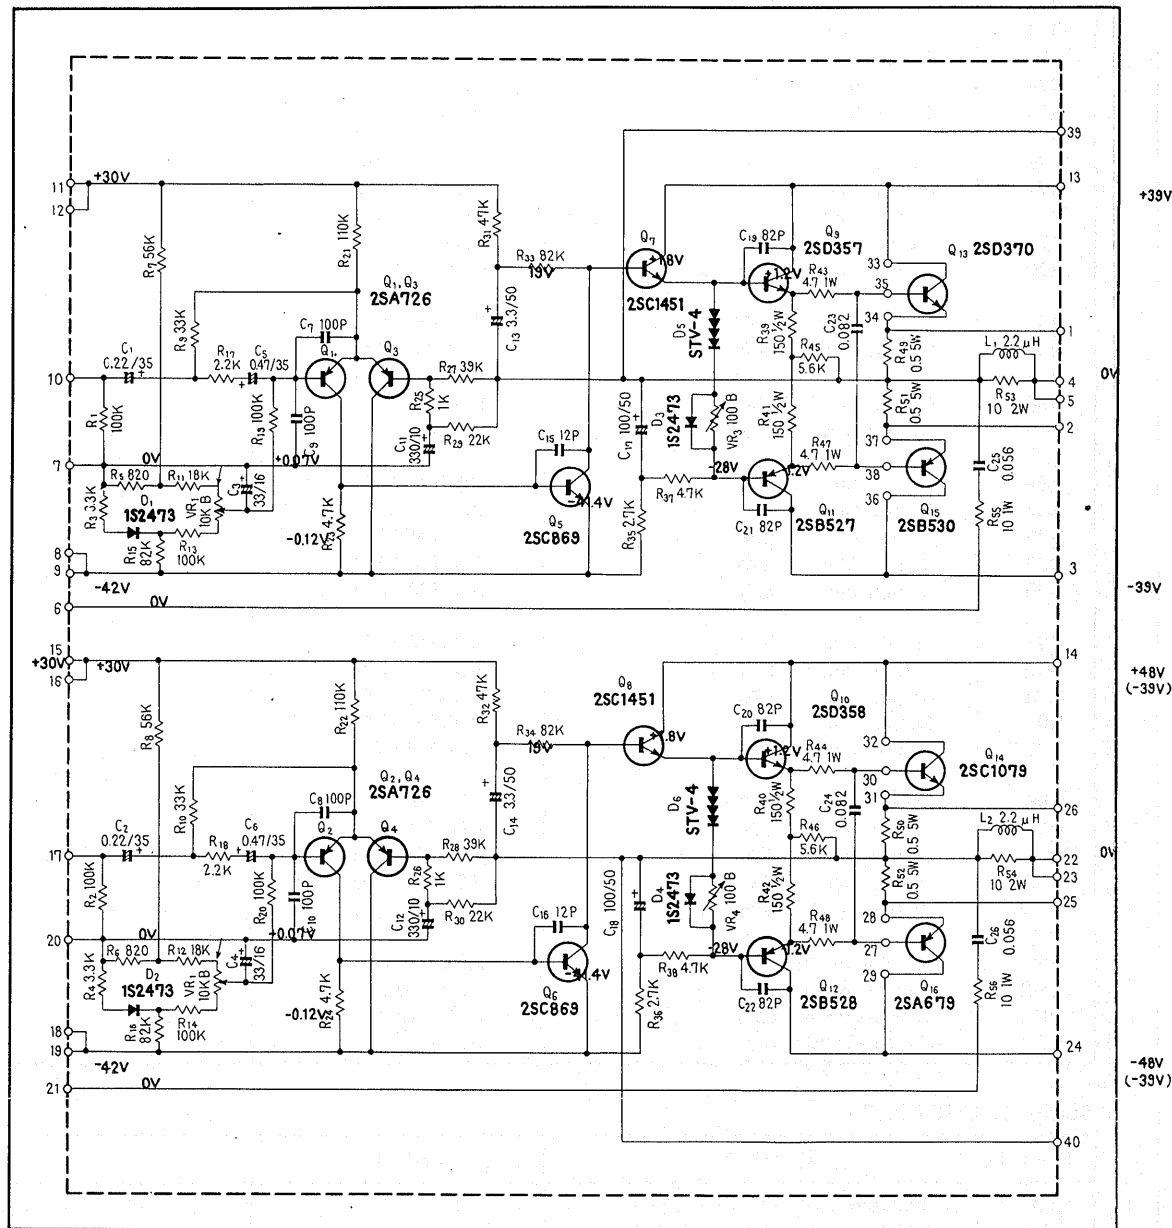 39
11
+30V
13
+39V
12
R7 56K
R21 110K
R31 47K
R33 82K
19V
Q7
+1.8V
2SC1451
C19 82P
Q9
2SD357
+1.2V
R43
4.7 1W
33
35
34
Q13 2SD370
Q1, Q3
2SA726
C13 3.3/50
D5
STV-4
R39
150 ½W
C23
0.082
1
R9 33K
C7 100P
Q1
Q3
R45
5.6K
R49
0.5 5W
L1 2.2 μH
C1
0.22/35
R17
2.2K
C5
0.47/35
R27 39K
10
4
0V
R53
10 2W
5
R1
100K
R19 100K
C9
100P
R25
1K
C11
330/10
R29 22K
C17 100/50
D3
1S2473
VR3 100 B
R41
150 ½W
R51
0.5 5W
2
37
C15 12P
R47
4.7 1W
7
0V
+0.07V
-28V
1.2V
38
C25
0.056
R5 820
R11 18K
R3 3.3K
D1
1S2473
VR1
10K B
C3
33/16
R37 4.7K
-41.4V
36
Q15
2SB530
Q11
2SB527
C21 82P
R55
10 1W
R15
82K
R13
100K
-0.12V
R23 4.7K
Q5
2SC869
R35 2.7K
8
9
-42V
3
-39V
6
0V
15
+30V
+30V
14
+48V
(-39V)
16
R8 56K
R22 110K
R32 47K
R34 82K
19V
Q8
2SC1451
+1.8V
C20 82P
Q10
2SD358
+1.2V
R44
4.7 1W
32
30
31
Q14
2SC1079
Q2, Q4
2SA726
C14
3.3/50
D6
STV-4
R40
150 ½W
C24
0.082
26
R10 33K
C8 100P
Q2
Q4
R46
5.6K
R50
0.5 5W
L2 2.2 μH
C2
0.22/35
R18
2.2K
C6
0.47/35
R28 39K
17
22
0V
R54
10 2W
23
R2 100K
R20
100K
C10
100P
R26
1K
C12
330/10
R30 22K
C18 100/50
D4
1S2473
VR4 100 B
R42
150 ½W
R52
0.5 5W
25
28
C16 12P
R48
4.7 1W
20
0V
+0.07V
-28V
1.2V
27
C26
0.056
R6 820
R12 18K
R4 3.3K
D2
1S2473
VR1
10K B
C4
33/16
R38 4.7K
-41.4V
29
Q16
2SA679
Q12
2SB528
C22 82P
R56
10 1W
R16
82K
R14
100K
-0.12V
R24 4.7K
Q6
2SC869
R36 2.7K
18
19
-42V
24
-48V
(-39V)
21
0V
40